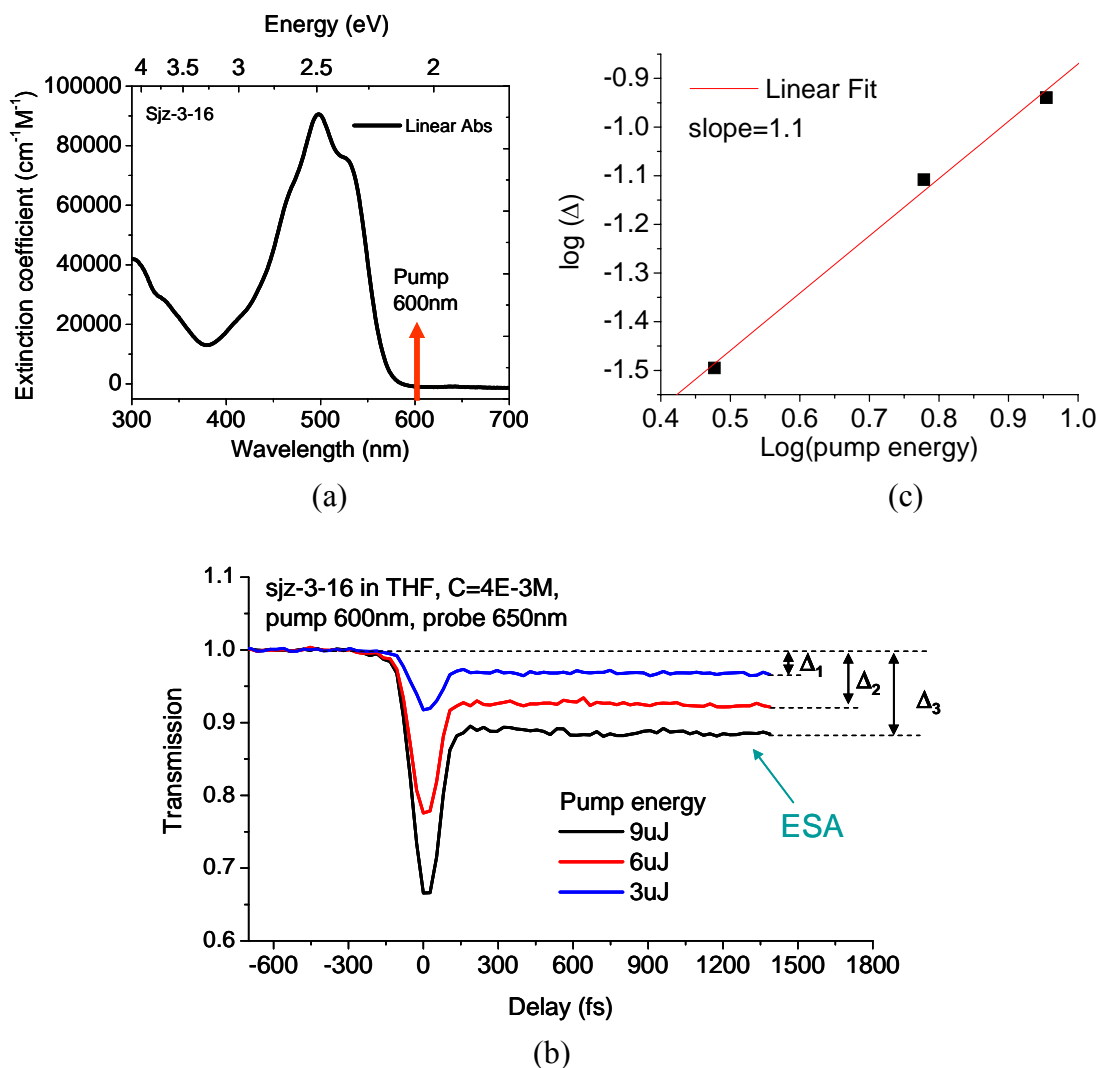 Energy (eV)
4 3.5 3 2.5 2
100000
80000
60000
40000
20000
0
Extinction coefficient (cm⁻¹M⁻¹)
Sjz-3-16
Linear Abs
Pump
600nm
300 400 500 600 700
Wavelength (nm)
(a)
-0.9
-1.0
-1.1
-1.2
-1.3
-1.4
-1.5
log (Δ)
Linear Fit
slope=1.1
0.4 0.5 0.6 0.7 0.8 0.9 1.0
Log(pump energy)
(c)
1.1
1.0
0.9
0.8
0.7
0.6
Transmission
sjz-3-16 in THF, C=4E-3M,
pump 600nm, probe 650nm
Δ₁
Δ₂
Δ₃
Pump energy
9uJ
6uJ
3uJ
ESA
-600 -300 0 300 600 900 1200 1500 1800
Delay (fs)
(b)